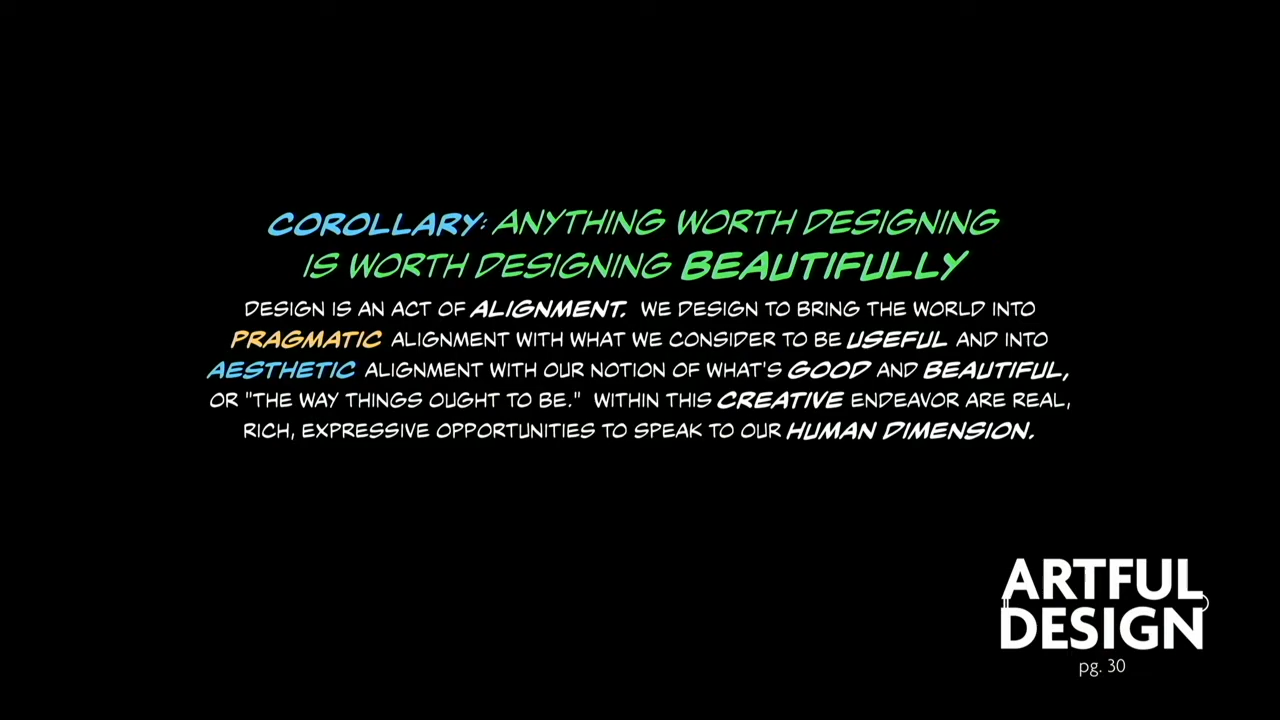 COROLLARY: ANYTHING WORTH DESIGNING
IS WORTH DESIGNING BEAUTIFULLY
DESIGN IS AN ACT OF ALIGNMENT. WE DESIGN TO BRING THE WORLD INTO
PRAGMATIC ALIGNMENT WITH WHAT WE CONSIDER TO BE USEFUL AND INTO
AESTHETIC ALIGNMENT WITH OUR NOTION OF WHAT'S GOOD AND BEAUTIFUL,
OR "THE WAY THINGS OUGHT TO BE." WITHIN THIS CREATIVE ENDEAVOR ARE REAL,
RICH, EXPRESSIVE OPPORTUNITIES TO SPEAK TO OUR HUMAN DIMENSION.
ARTFUL
DESIGN
pg. 30